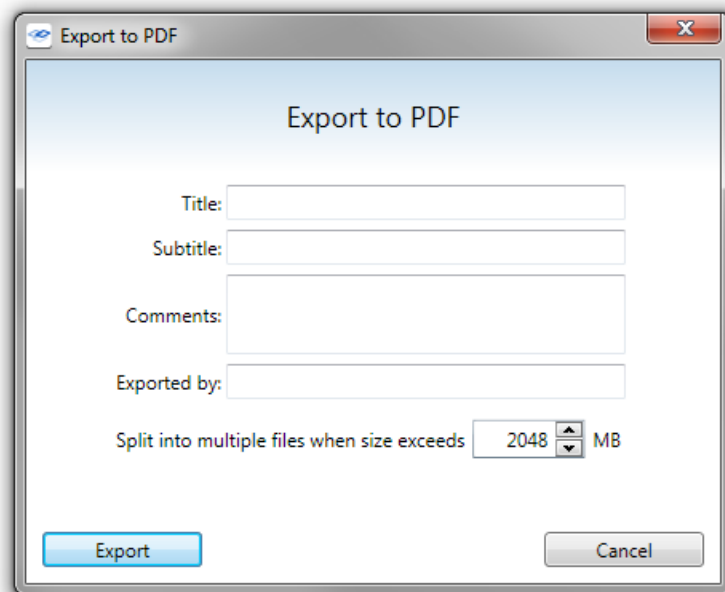 Export to PDF
X
Export to PDF
Title:
Subtitle:
Comments:
Exported by:
Split into multiple files when size exceeds 2048 MB
Export Cancel